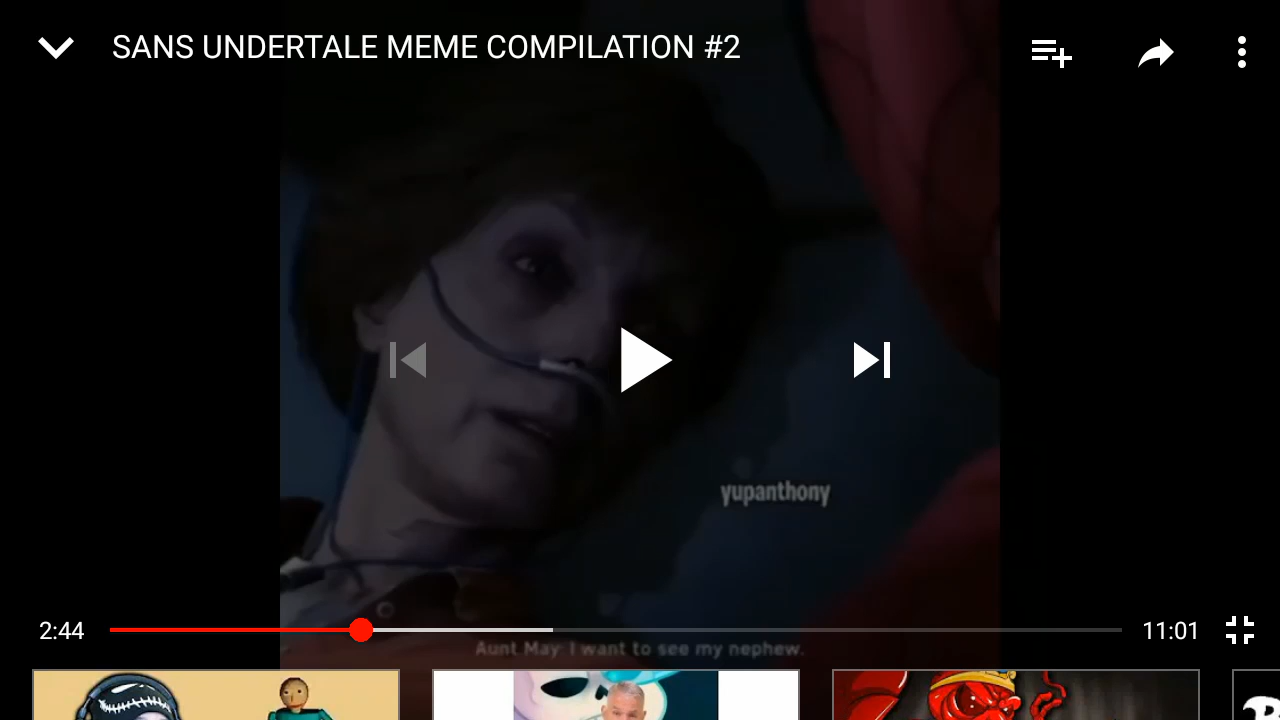 SANS UNDERTALE MEME COMPILATION #2
yupanthony
2:44
11:01
Aunt May: I want to see my nephew.